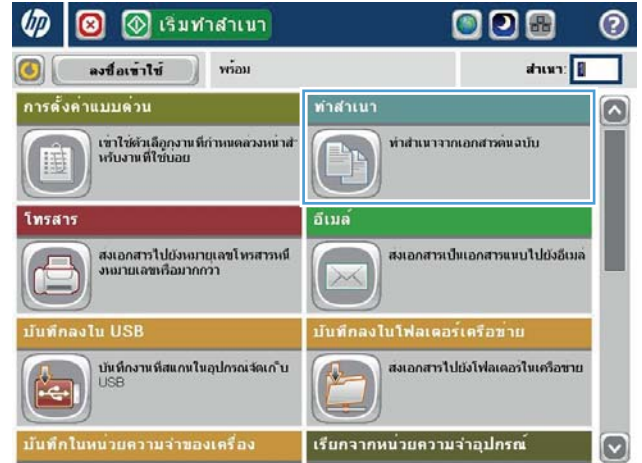 hp
เริ่มทำสำเนา
?
ลงชื่อเข้าใช้
พร้อม
สำเนา:
การตั้งค่าแบบด่วน
เข้าใช้ตัวเลือกงานที่กำหนดล่วงหน้าสำ
หรับงานที่ใช้บ่อย
ทำสำเนา
ทำสำเนาจากเอกสารต้นฉบับ
โทรสาร
ส่งเอกสารไปยังหมายเลขโทรสารหนึ่
งหมายเลขหรือมากกว่า
อีเมล์
ส่งเอกสารเป็นเอกสารแนบไปยังอีเมล
บันทึกลงใน USB
บันทึกงานที่สแกนในอุปกรณ์จัดเก็บ
USB
บันทึกลงในโฟลเดอร์เครือข่าย
ส่งเอกสารไปยังโฟลเดอร์ในเครือข่าย
บันทึกในหน่วยความจำของเครื่อง
เรียกจากหน่วยความจำอุปกรณ์